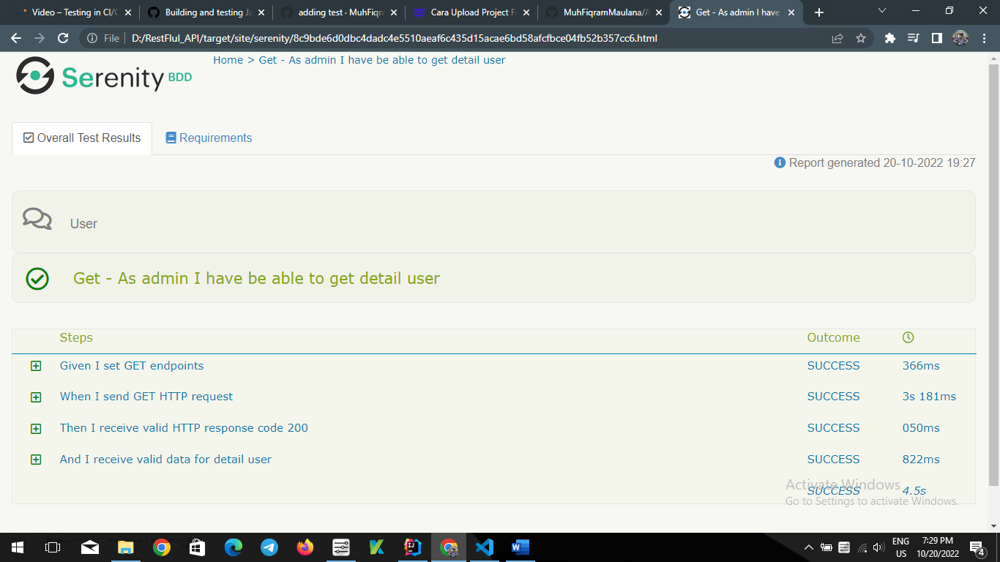 Video – Testing in CI/C
Building and testing Ja
adding test · MuhFiqra
Cara Upload Project F
MuhFiqramMaulana/A
Get - As admin I have
File
D:/RestFlul_API/target/site/serenity/8c9bde6d0dbc4dadc4e5510aeaf6c435d15acae6bd58afcfbce04fb52b357cc6.html
Serenity BDD
Home > Get - As admin I have be able to get detail user
Overall Test Results
Requirements
Report generated 20-10-2022 19:27
User
Get - As admin I have be able to get detail user
Steps Outcome
Given I set GET endpoints SUCCESS 366ms
When I send GET HTTP request SUCCESS 3s 181ms
Then I receive valid HTTP response code 200 SUCCESS 050ms
And I receive valid data for detail user SUCCESS 822ms
SUCCESS 4.5s
Activate Windows
Go to Settings to activate Windows.
ENG 7:29 PM
US 10/20/2022
4